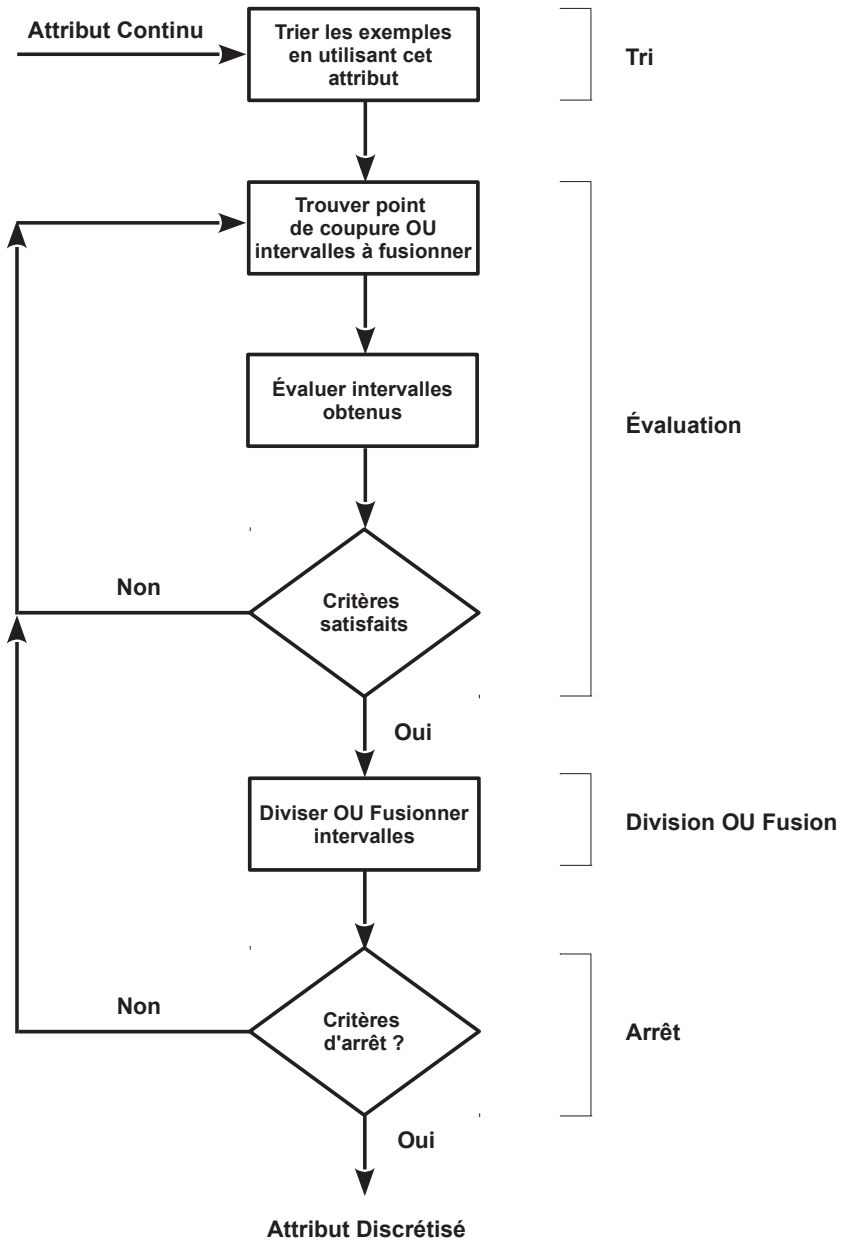 Attribut Continu
Trier les exemples
en utilisant cet
attribut
Tri
Trouver point
de coupure OU
intervalles à fusionner
Évaluer intervalles
obtenus
Évaluation
Non
Critères
satisfaits
Oui
Diviser OU Fusionner
intervalles
Division OU Fusion
Non
Critères
d'arrêt ?
Arrêt
Oui
Attribut Discrétisé